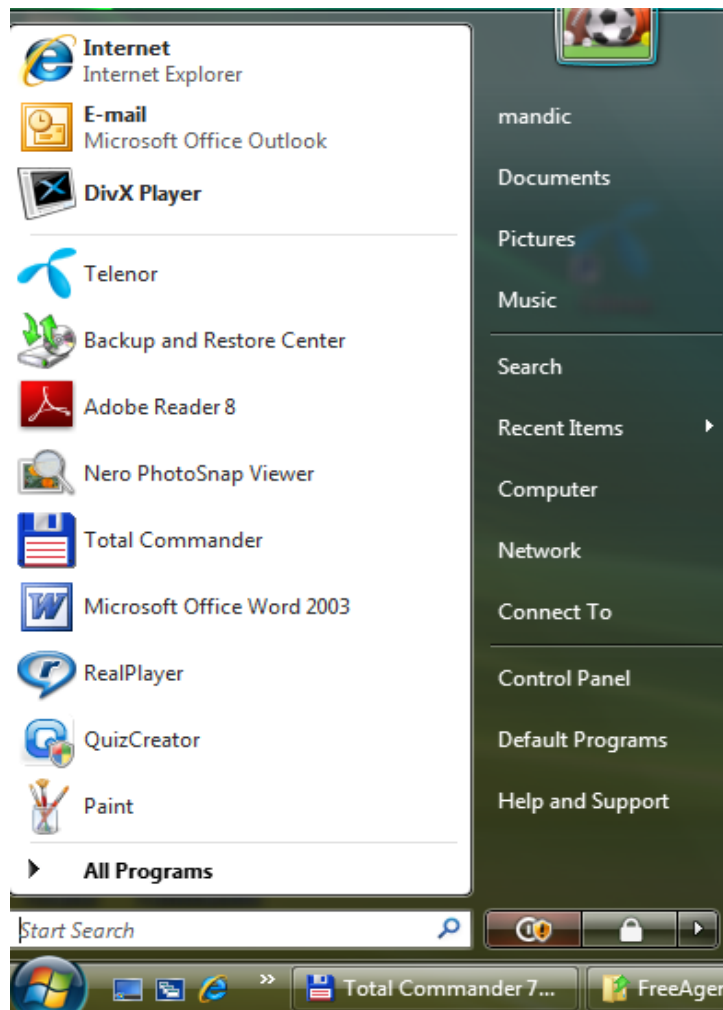 Internet
Internet Explorer
E-mail
Microsoft Office Outlook
DivX Player
Telenor
Backup and Restore Center
Adobe Reader 8
Nero PhotoSnap Viewer
Total Commander
Microsoft Office Word 2003
RealPlayer
QuizCreator
Paint
All Programs
Start Search
mandic
Documents
Pictures
Music
Search
Recent Items
Computer
Network
Connect To
Control Panel
Default Programs
Help and Support
Total Commander 7...
FreeAger